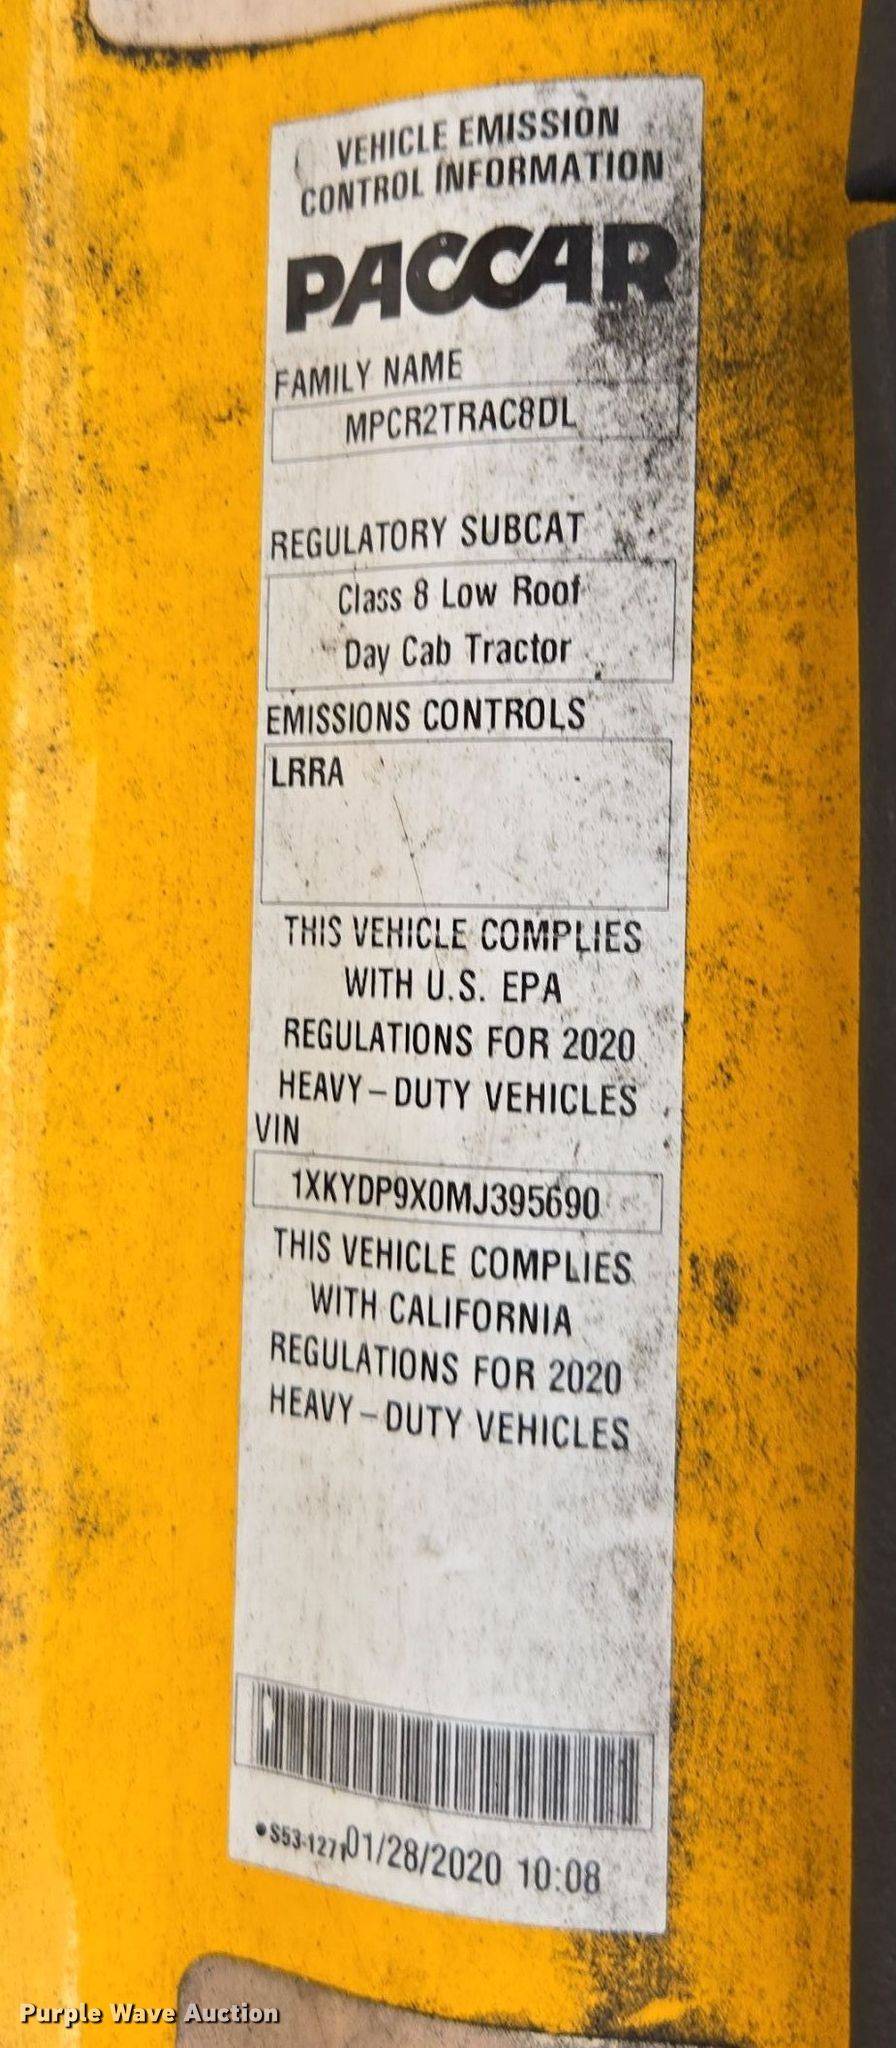 VEHICLE EMISSION
CONTROL INFORMATION
PACCAR
FAMILY NAME
MPCR2TRAC8DL
REGULATORY SUBCAT
Class 8 Low Roof
Day Cab Tractor
EMISSIONS CONTROLS
LRRA
THIS VEHICLE COMPLIES
WITH U.S. EPA
REGULATIONS FOR 2020
HEAVY-DUTY VEHICLES
VIN
1XKYDP9X0MJ395690
THIS VEHICLE COMPLIES
WITH CALIFORNIA
REGULATIONS FOR 2020
HEAVY-DUTY VEHICLES
•S53-1271 01/28/2020 10:08
Purple Wave Auction